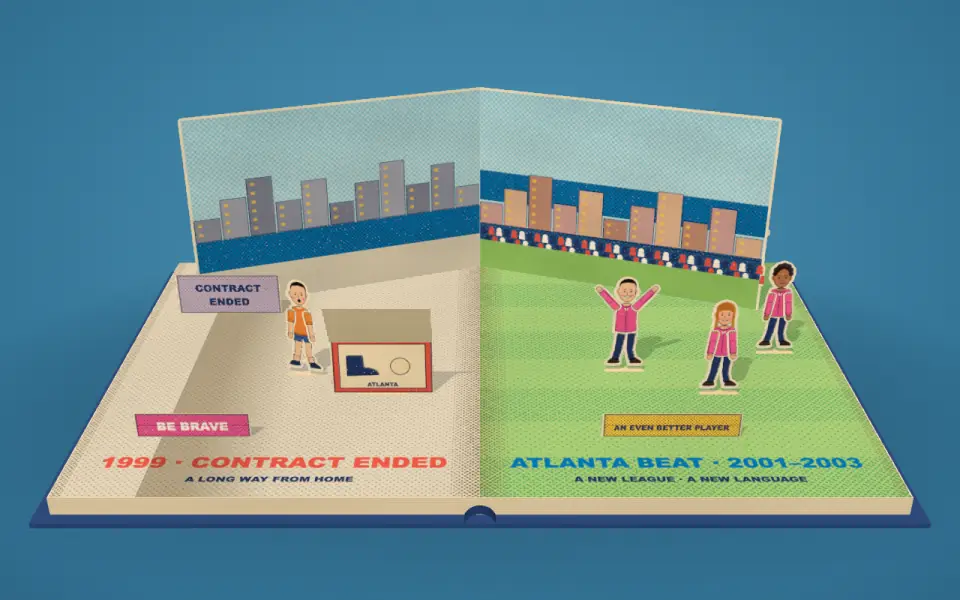 CONTRACT
ENDED
ATLANTA
BE BRAVE
1999 · CONTRACT ENDED
A LONG WAY FROM HOME
AN EVEN BETTER PLAYER
ATLANTA BEAT · 2001–2003
A NEW LEAGUE · A NEW LANGUAGE